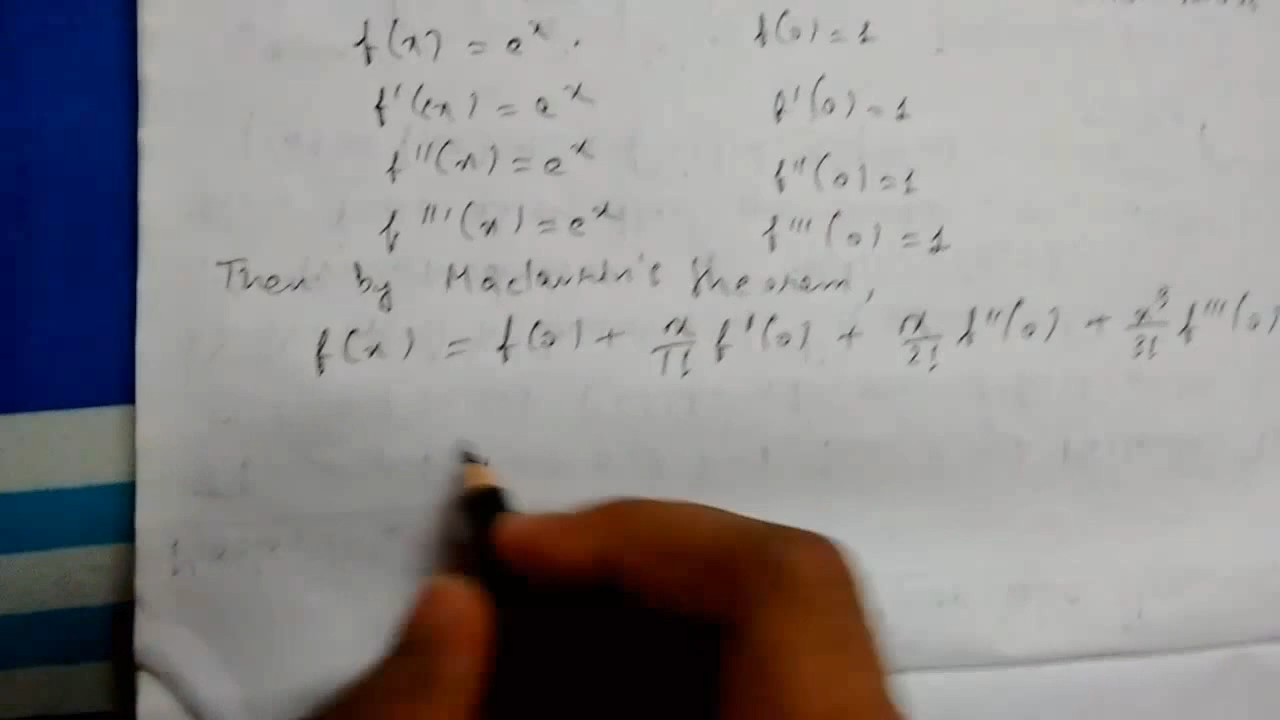 f(x) = e^x . f(0) = 1
f'(x) = e^x f'(0) = 1
f''(x) = e^x f''(0) = 1
f'''(x) = e^x f'''(0) = 1
Then by Maclaurin's theorem,
f(x) = f(0) + x/1! f'(0) + x/2! f''(0) + x^3/3! f'''(0)